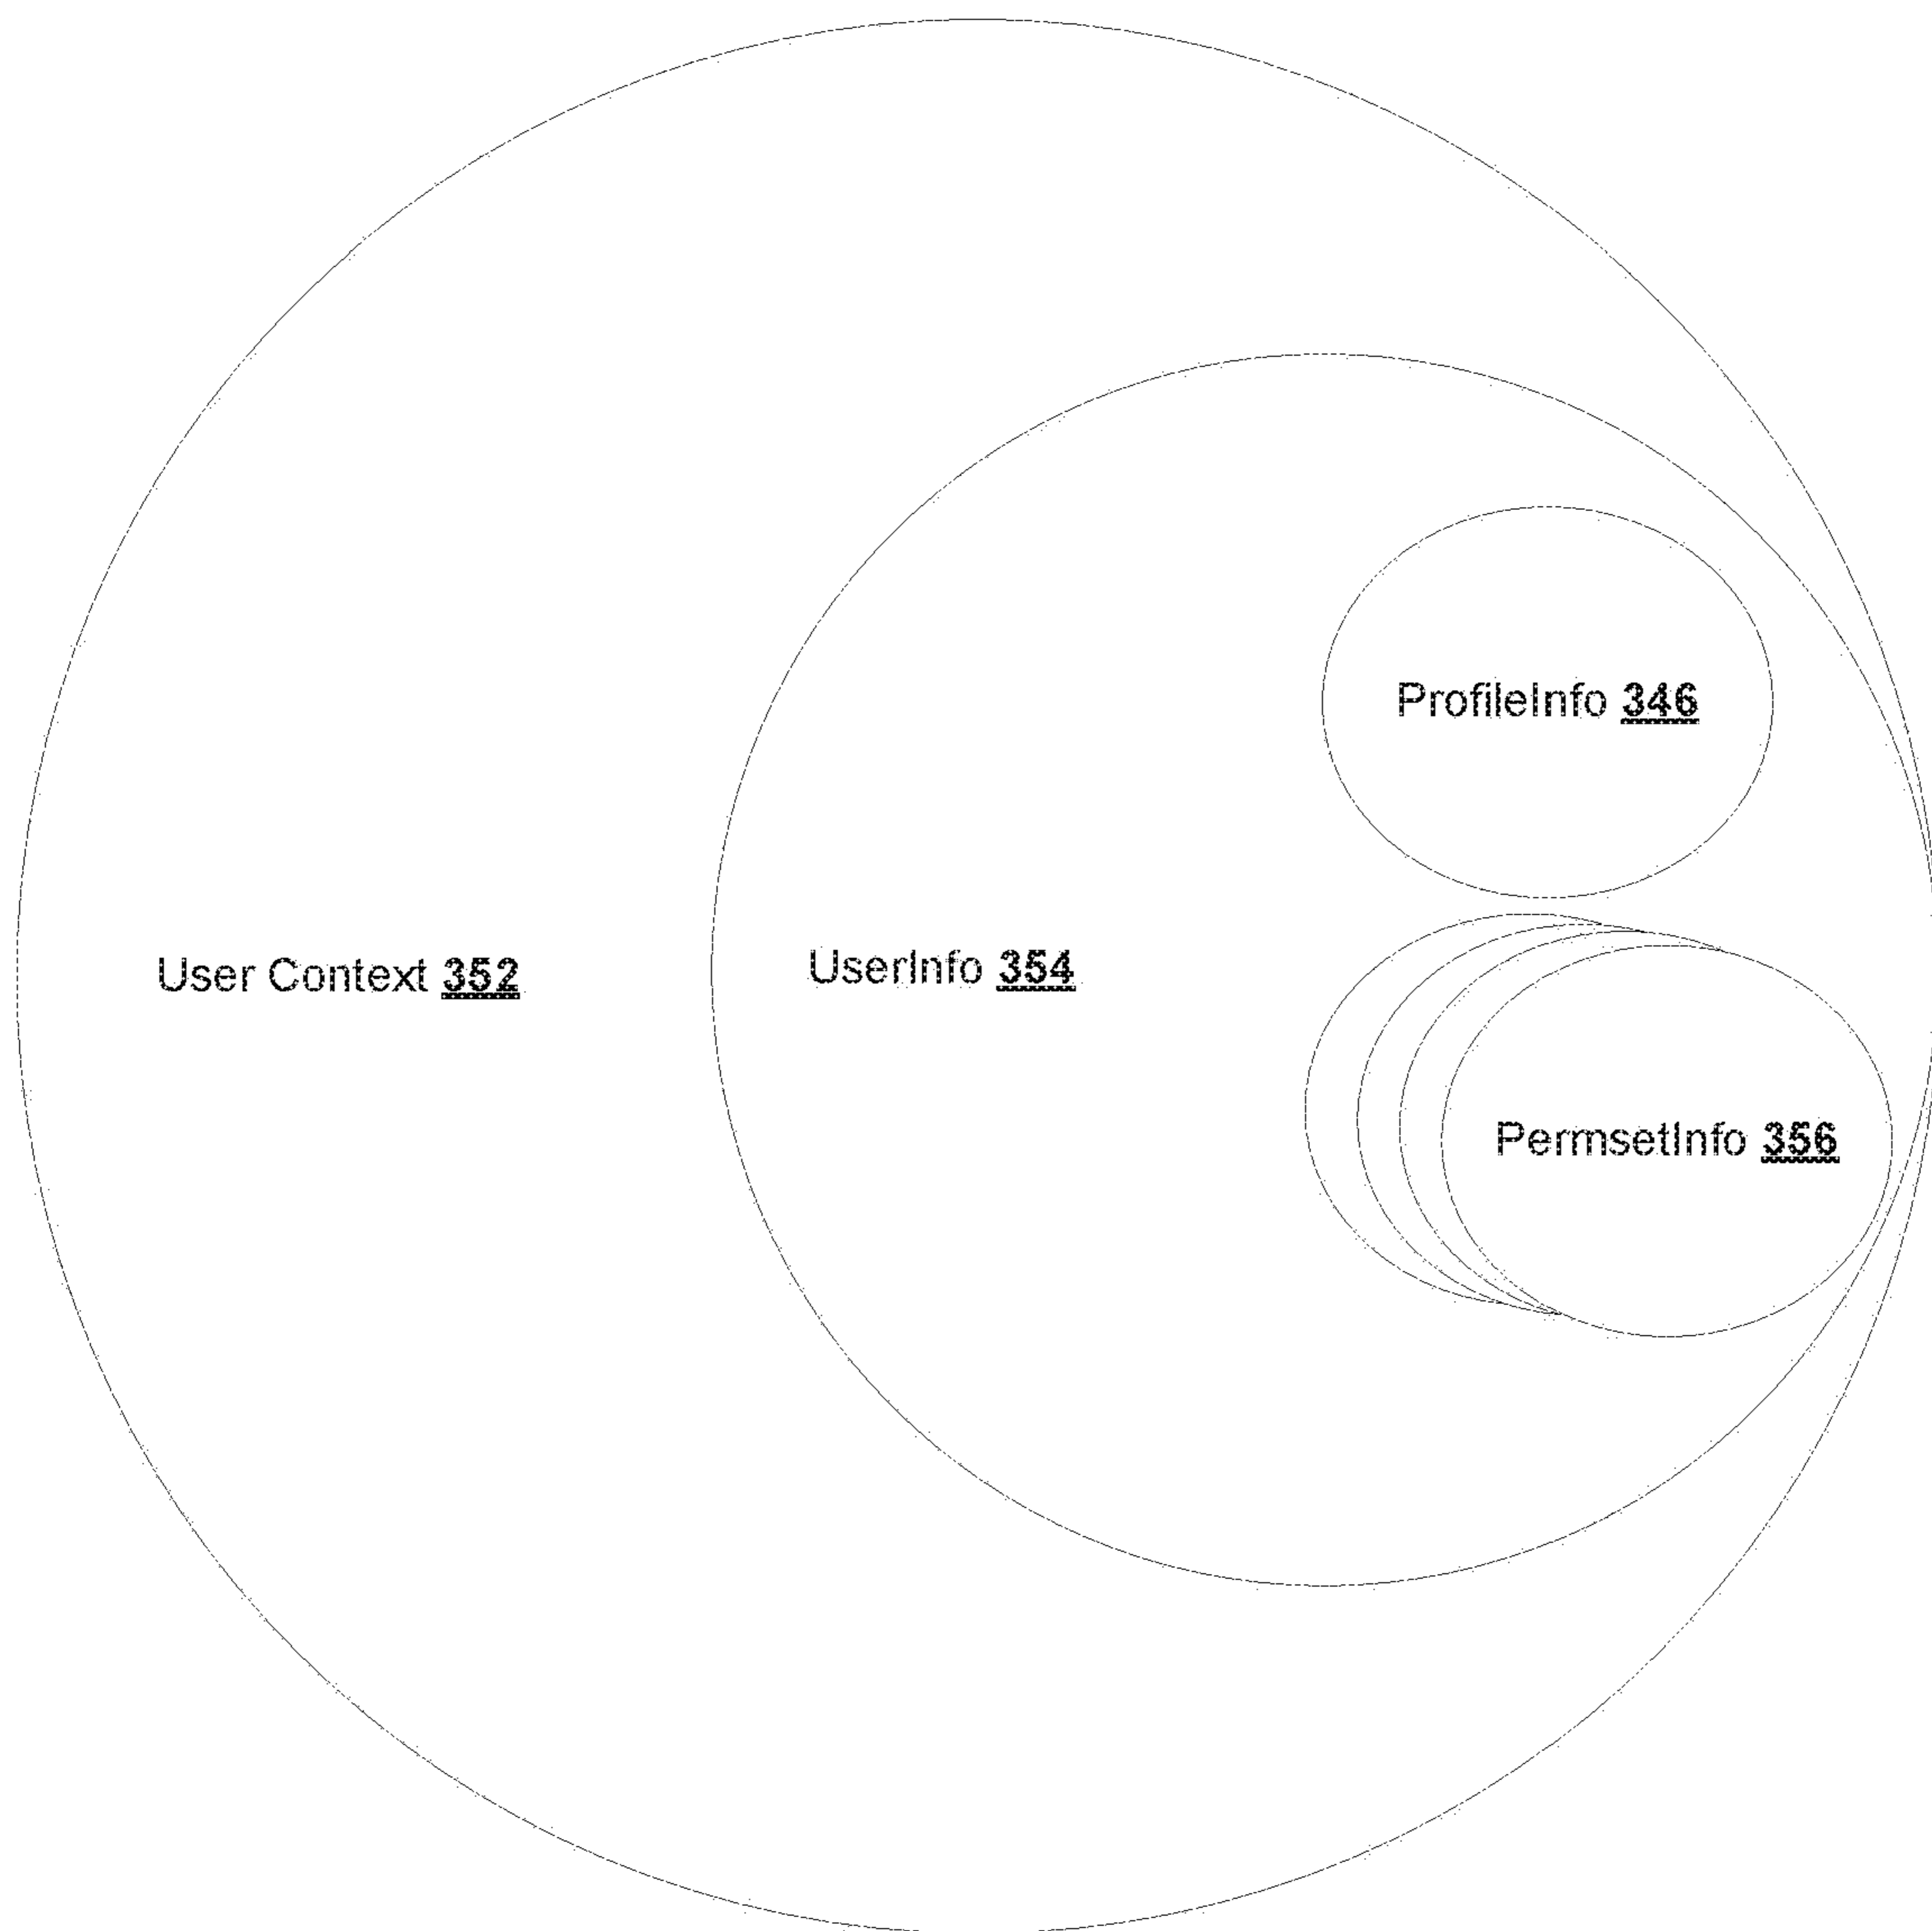 ProfileInfo 346
User Context 352
UserInfo 354
PermsetInfo 356